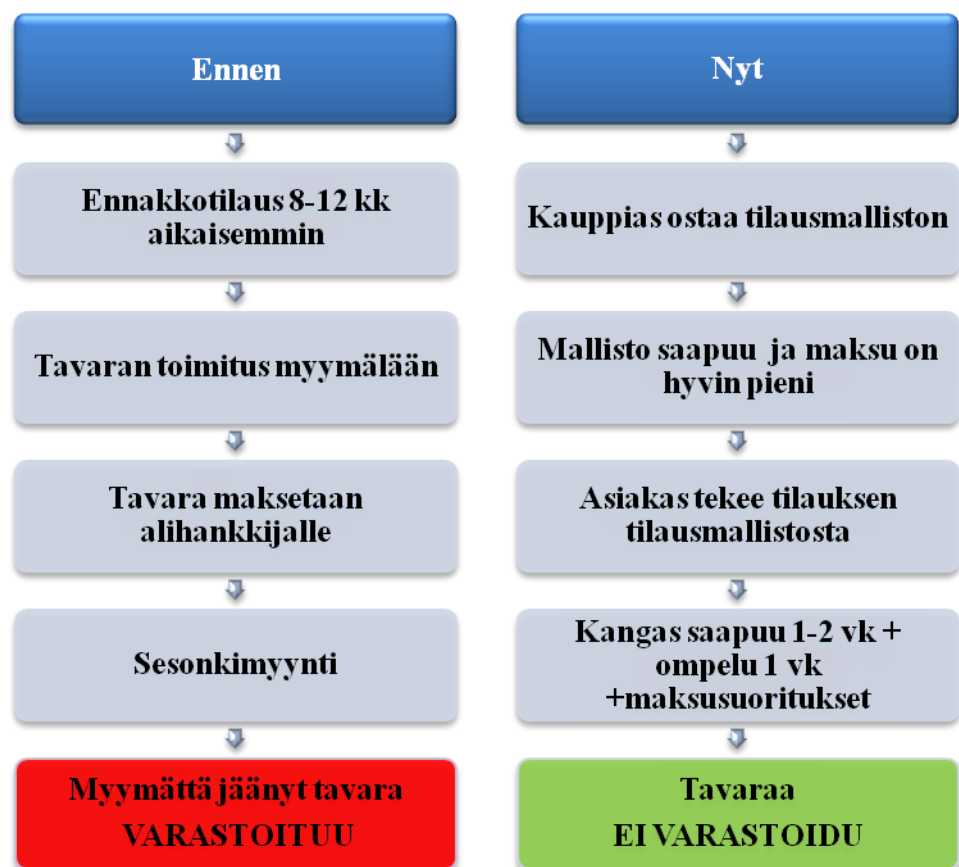 Ennen
Ennakkotilaus 8-12 kk
aikaisemmin
Tavaran toimitus myymälään
Tavara maksetaan
alihankkijalle
Sesonkimyynti
Myymättä jäänyt tavara
VARASTOITUU
Nyt
Kauppias ostaa tilausmalliston
Mallisto saapuu ja maksu on
hyvin pieni
Asiakas tekee tilauksen
tilausmallistosta
Kangas saapuu 1-2 vk +
ompelu 1 vk
+maksusuoritukset
Tavaraa
EI VARASTOIDU